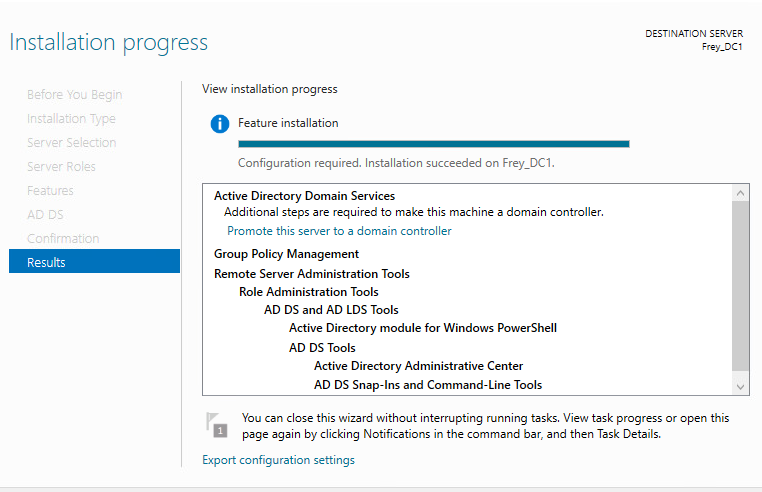 Installation progress
DESTINATION SERVER
Frey_DC1
Before You Begin
Installation Type
Server Selection
Server Roles
Features
AD DS
Confirmation
Results
View installation progress
Feature installation
Configuration required. Installation succeeded on Frey_DC1.
Active Directory Domain Services
Additional steps are required to make this machine a domain controller.
Promote this server to a domain controller
Group Policy Management
Remote Server Administration Tools
Role Administration Tools
AD DS and AD LDS Tools
Active Directory module for Windows PowerShell
AD DS Tools
Active Directory Administrative Center
AD DS Snap-Ins and Command-Line Tools
1
You can close this wizard without interrupting running tasks. View task progress or open this
page again by clicking Notifications in the command bar, and then Task Details.
Export configuration settings